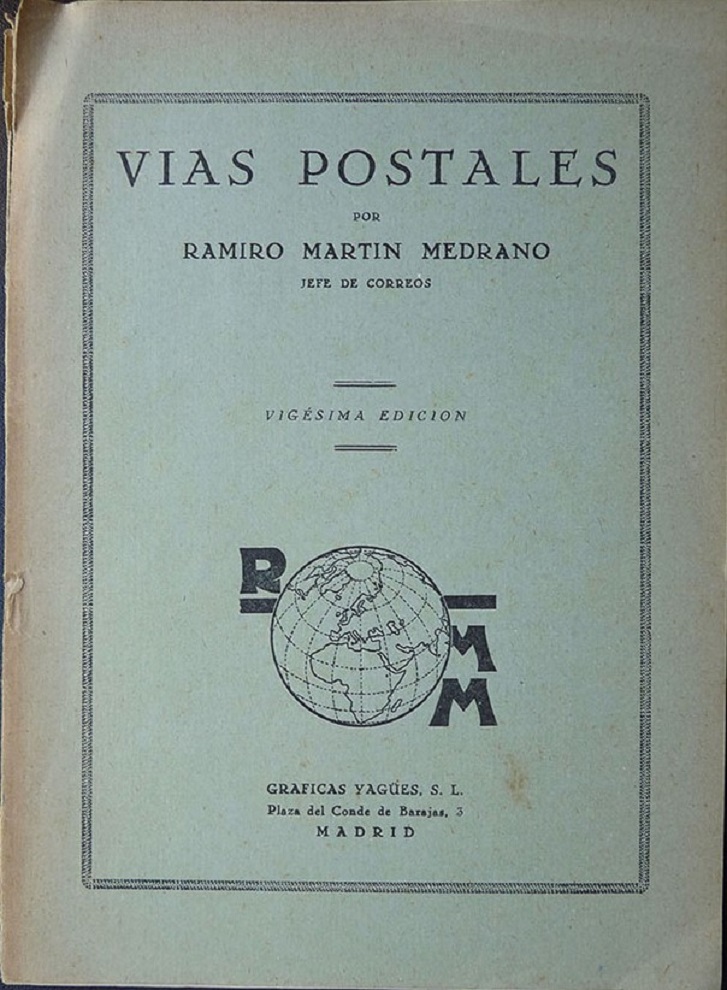 VIAS POSTALES
POR
RAMIRO MARTIN MEDRANO
JEFE DE CORREOS
VIGÉSIMA EDICION
R
M
M
GRAFICAS YAGÜES, S. L.
Plaza del Conde de Barajas, 3
MADRID